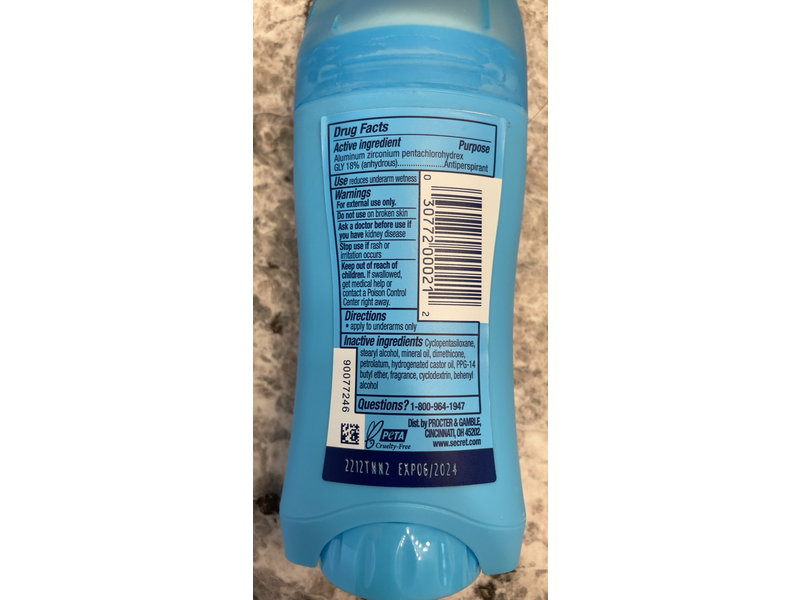 Drug Facts
Active ingredient Purpose
Aluminum zirconium pentachlorohydrex
GLY 18% (anhydrous)......................Antiperspirant
Use reduces underarm wetness
Warnings
For external use only.
Do not use on broken skin
Ask a doctor before use if
you have kidney disease
Stop use if rash or
irritation occurs
Keep out of reach of
children. If swallowed,
get medical help or
contact a Poison Control
Center right away.
0 30772 00021 2
Directions
• apply to underarms only
Inactive ingredients Cyclopentasiloxane,
stearyl alcohol, mineral oil, dimethicone,
petrolatum, hydrogenated castor oil, PPG-14
butyl ether, fragrance, cyclodextrin, behenyl
alcohol
90077246
Questions? 1-800-964-1947
PETA
Cruelty-Free
Dist. by PROCTER & GAMBLE,
CINCINNATI, OH 45202.
www.secret.com
2212TNN2 EXP06/2024